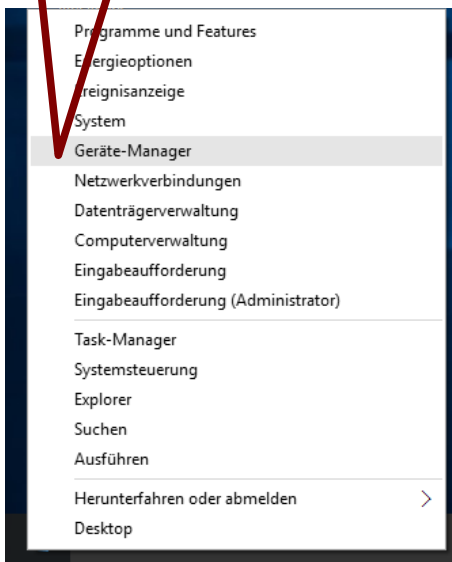 Programme und Features
Energieoptionen
Ereignisanzeige
System
Geräte-Manager
Netzwerkverbindungen
Datenträgerverwaltung
Computerverwaltung
Eingabeaufforderung
Eingabeaufforderung (Administrator)
Task-Manager
Systemsteuerung
Explorer
Suchen
Ausführen
Herunterfahren oder abmelden
Desktop